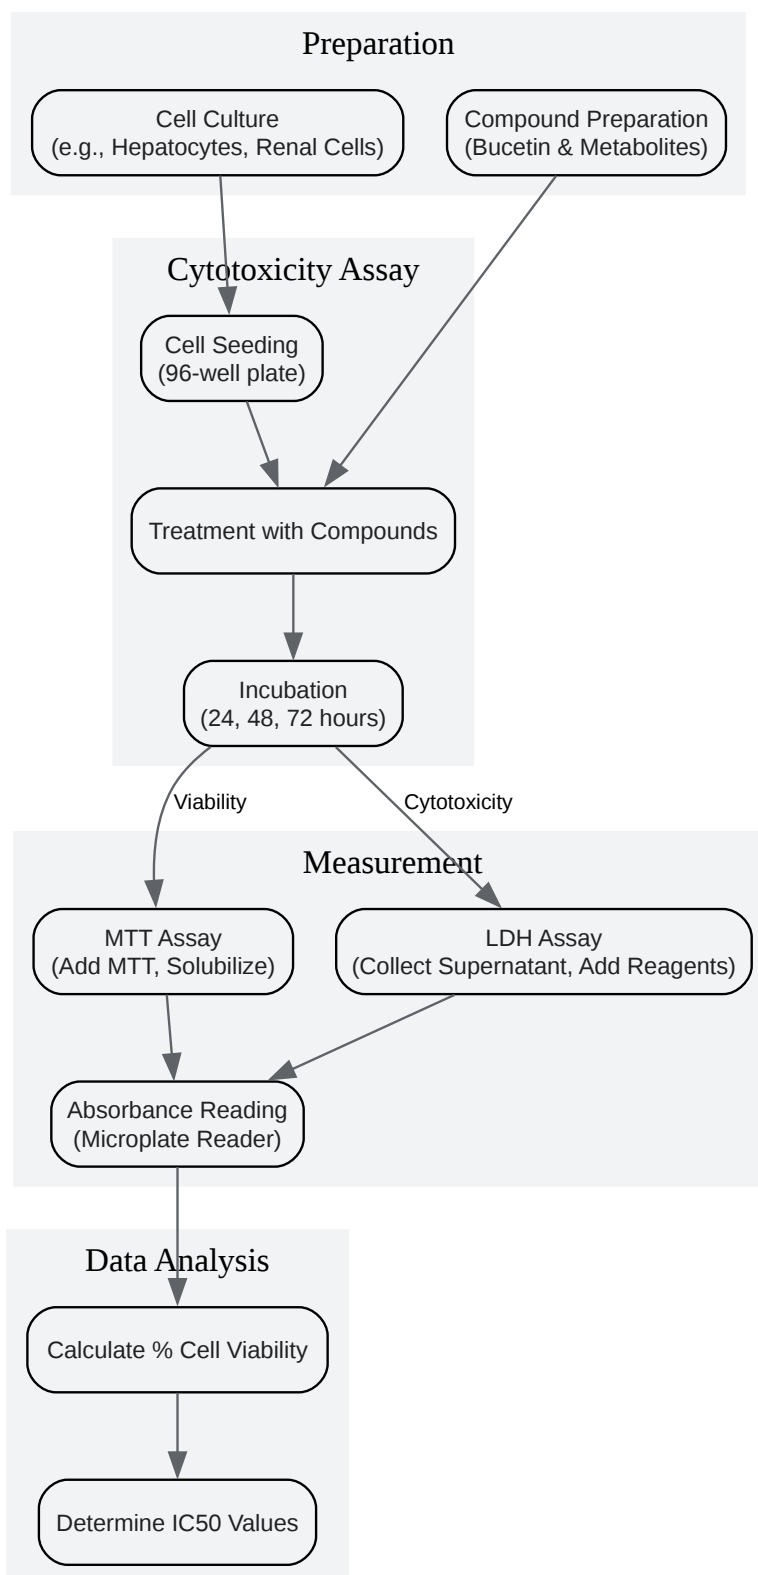 Preparation
Cell Culture
(e.g., Hepatocytes, Renal Cells)
Compound Preparation
(Bucetin & Metabolites)
Cytotoxicity Assay
Cell Seeding
(96-well plate)
Treatment with Compounds
Incubation
(24, 48, 72 hours)
Viability
Cytotoxicity
Measurement
MTT Assay
(Add MTT, Solubilize)
LDH Assay
(Collect Supernatant, Add Reagents)
Absorbance Reading
(Microplate Reader)
Data Analysis
Calculate % Cell Viability
Determine IC50 Values